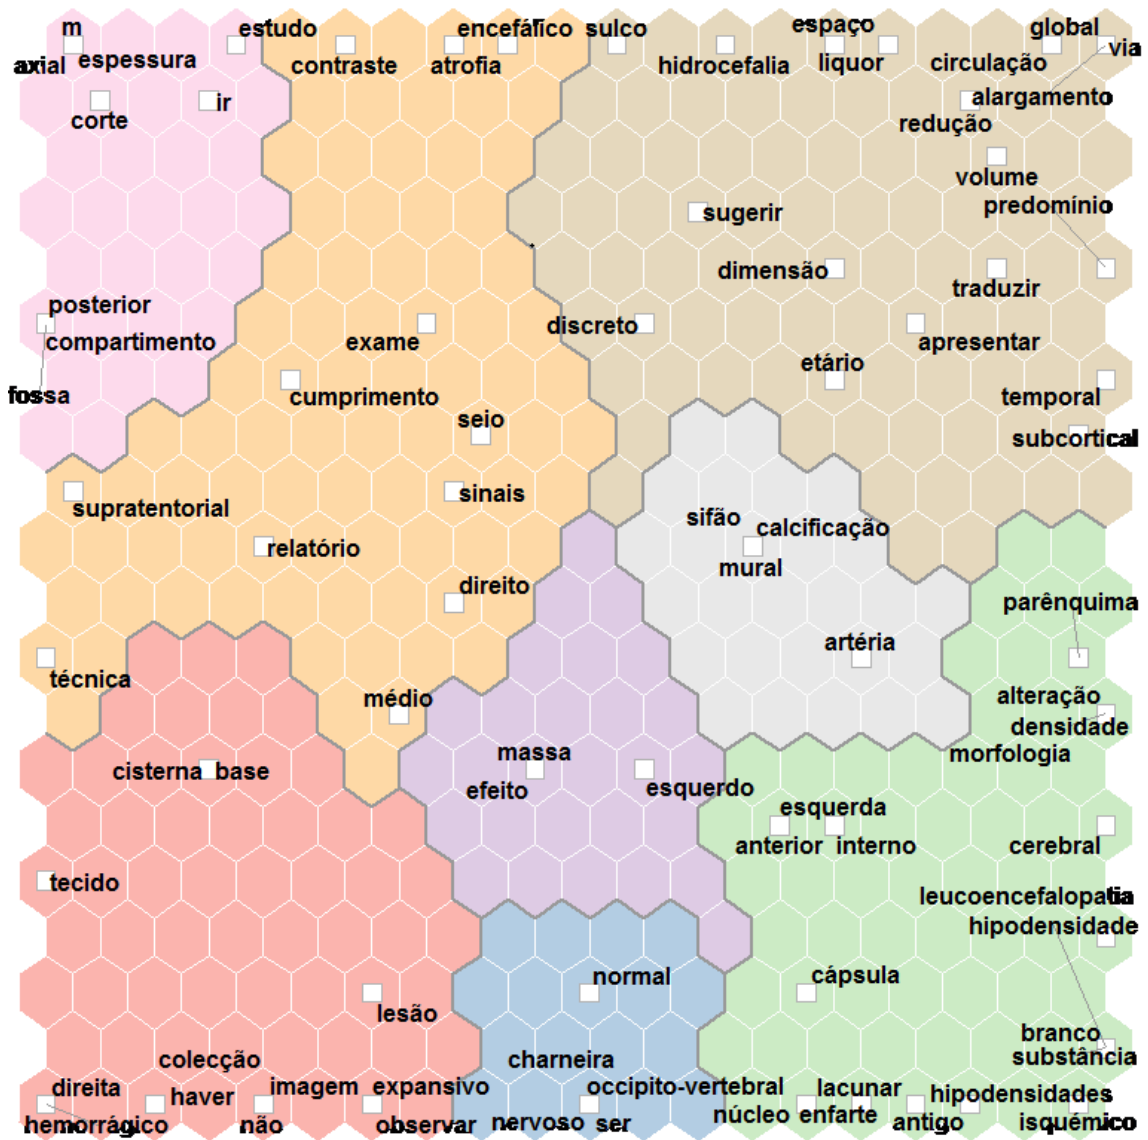 m
estudo
encefálico
sulco
espaço
global
via
axial
espessura
contraste
atrofia
hidrocefalia
liquor
circulação
alargamento
corte
ir
redução
volume
predomínio
sugerir
dimensão
traduzir
posterior
compartimento
exame
discreto
apresentar
etário
fossa
cumprimento
temporal
seio
subcortical
supratentorial
sinais
sifão
calcificação
relatório
mural
direito
parênquima
artéria
técnica
médio
alteração
densidade
morfologia
massa
cisterna
base
efeito
esquerdo
esquerda
anterior
interno
cerebral
tecido
leucoencefalopatia
hipodensidade
normal
cápsula
lesão
branco
substância
colecção
charneira
direita
haver
imagem
expansivo
occipito-vertebral
lacunar
hipodensidades
hemorrágico
não
observar
nervoso
ser
núcleo
enfarte
antigo
isquémico